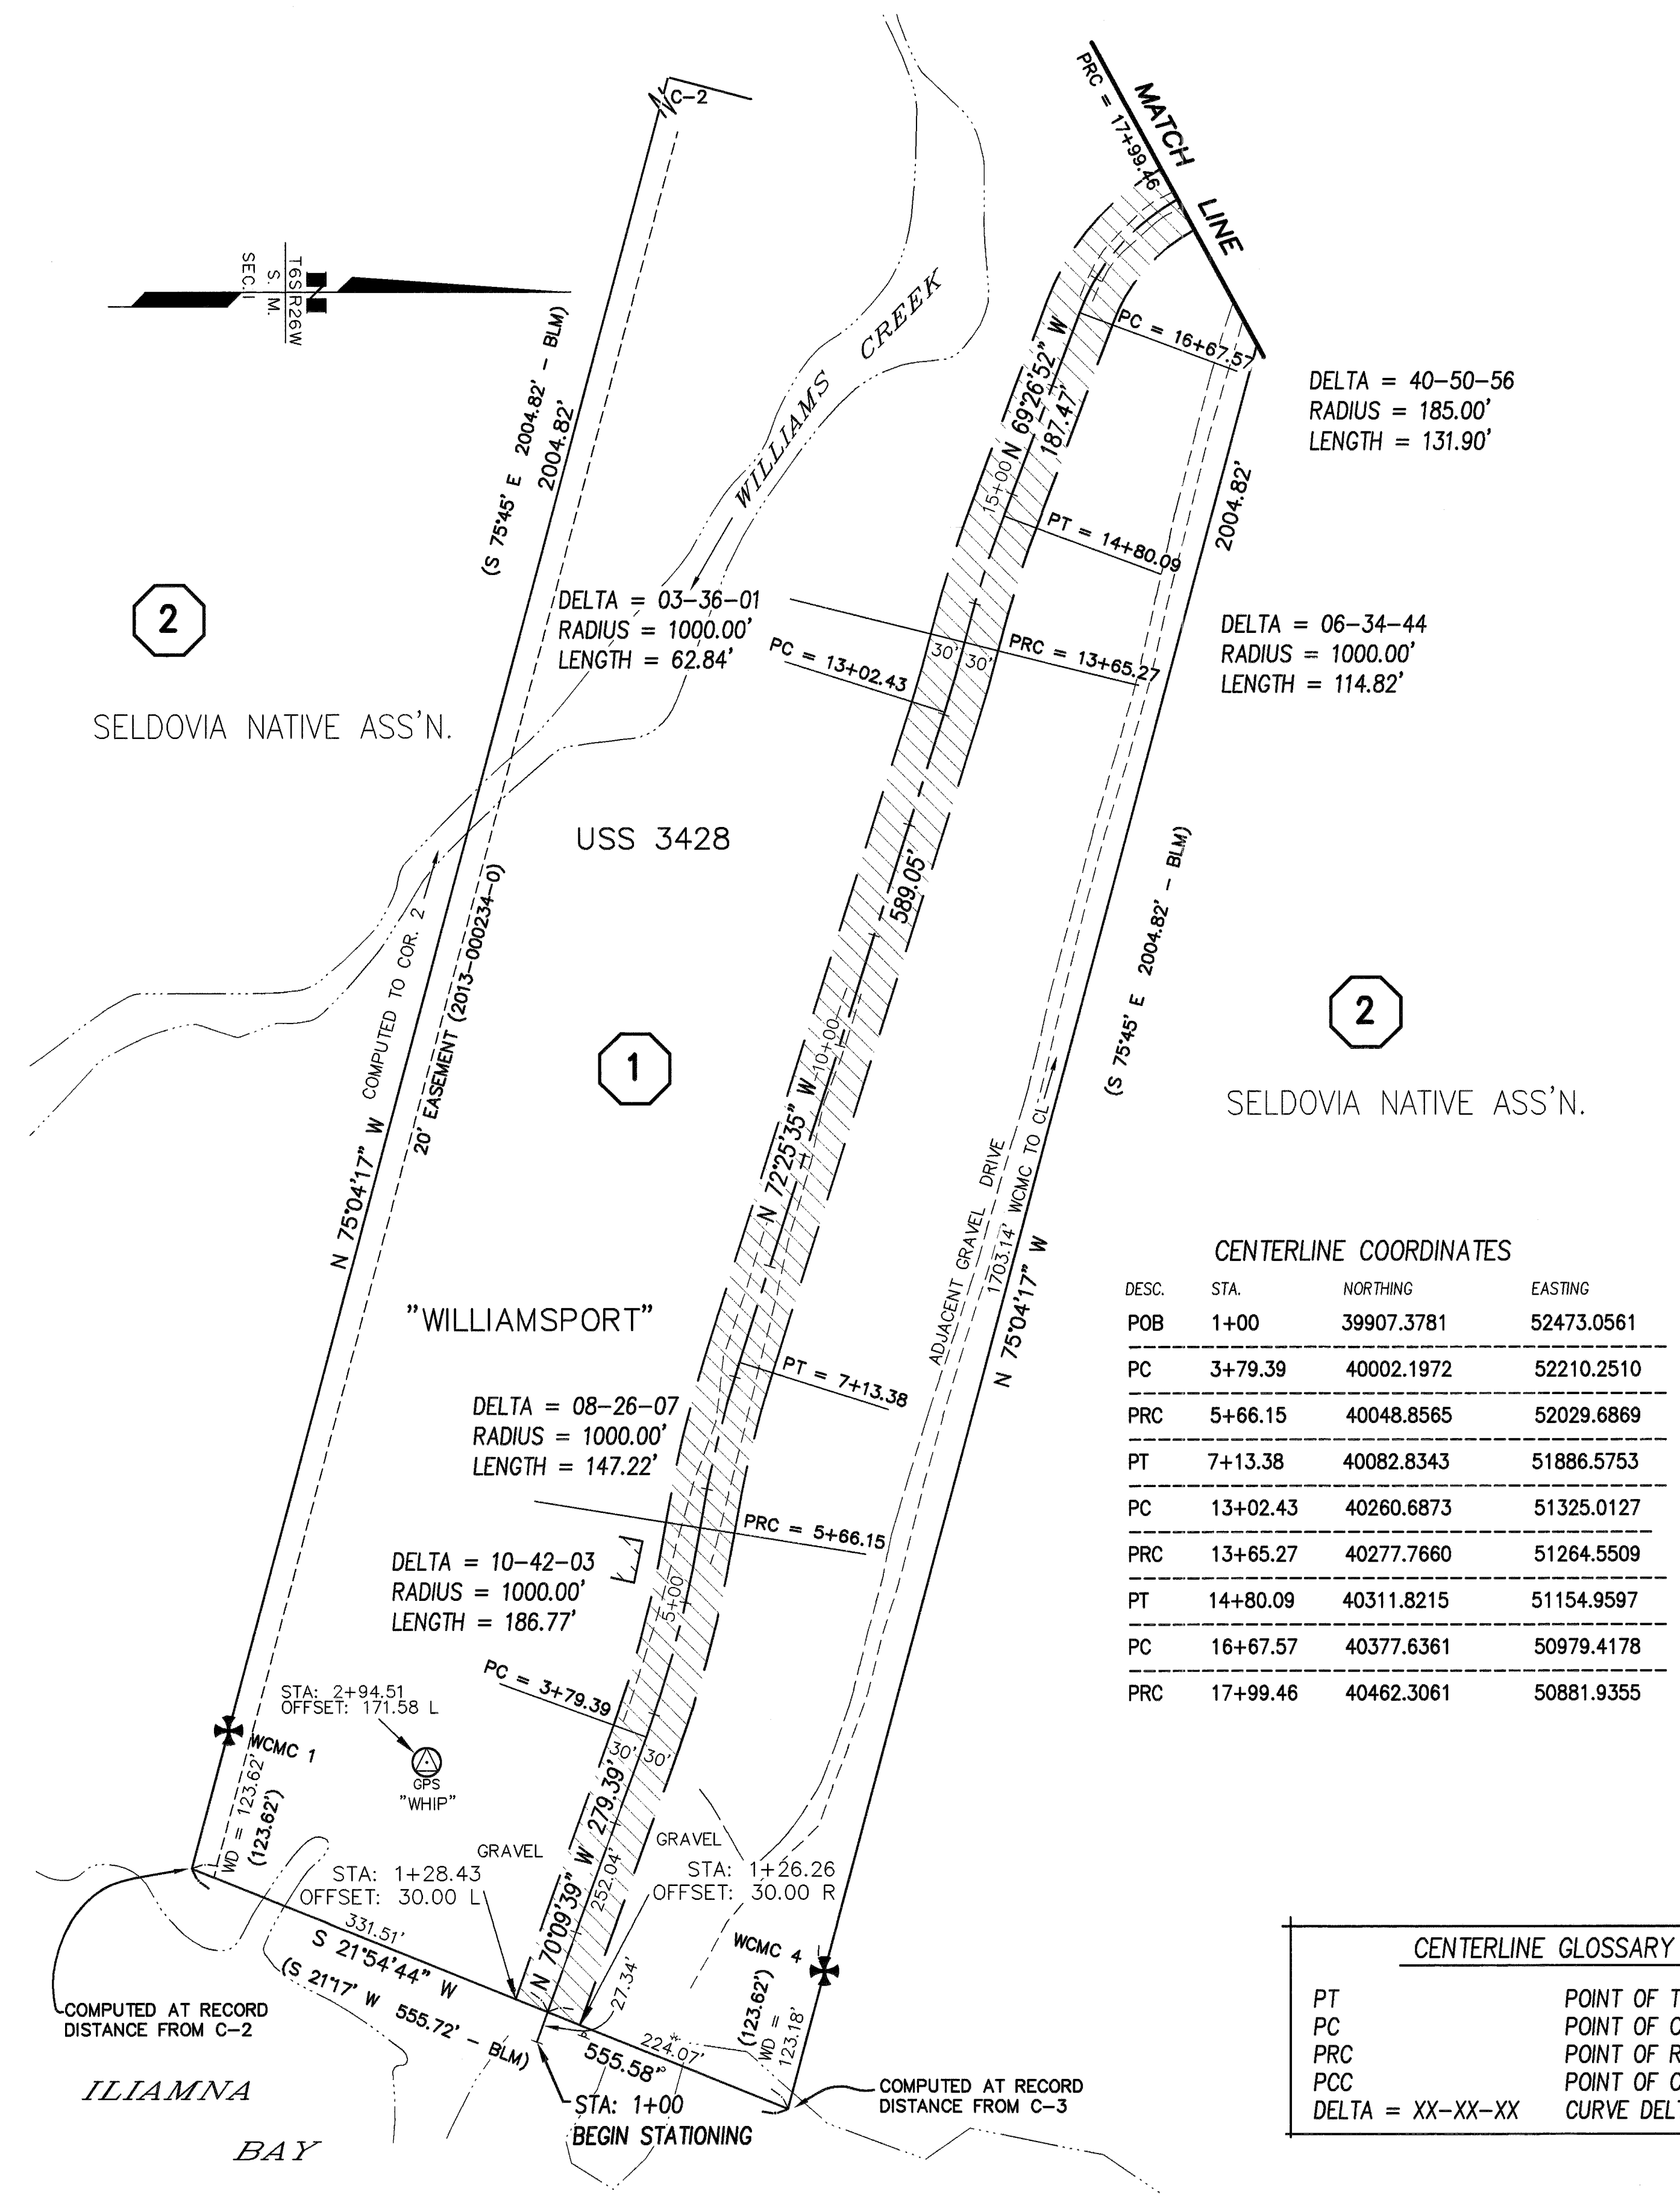 C-2
PRC = 17+99.46
MATCH LINE
T6S R26W
S. M.
SEC.1
N
(S 75°45' E 2004.82' - BLM)
2004.82'
WILLIAMS CREEK
PC = 16+67.57
N 69°26'52" W
187.47'
DELTA = 40-50-56
RADIUS = 185.00'
LENGTH = 131.90'
15+00
PT = 14+80.09
2004.82'
2
DELTA = 03-36-01
RADIUS = 1000.00'
LENGTH = 62.84'
PC = 13+02.43
30' 30'
PRC = 13+65.27
DELTA = 06-34-44
RADIUS = 1000.00'
LENGTH = 114.82'
SELDOVIA NATIVE ASS'N.
USS 3428
589.05'
(S 75°45' E 2004.82' - BLM)
N 75°04'17" W COMPUTED TO COR. 2
20' EASEMENT (2013-000234-0)
1
10+00
N 72°25'35" W
2
SELDOVIA NATIVE ASS'N.
ADJACENT GRAVEL DRIVE
1703.14' WCMC TO CL
N 75°04'17" W
"WILLIAMSPORT"
CENTERLINE COORDINATES
DESC. STA. NORTHING EASTING
POB 1+00 39907.3781 52473.0561
PC 3+79.39 40002.1972 52210.2510
PRC 5+66.15 40048.8565 52029.6869
PT 7+13.38 40082.8343 51886.5753
PC 13+02.43 40260.6873 51325.0127
PRC 13+65.27 40277.7660 51264.5509
PT 14+80.09 40311.8215 51154.9597
PC 16+67.57 40377.6361 50979.4178
PRC 17+99.46 40462.3061 50881.9355
PT = 7+13.38
DELTA = 08-26-07
RADIUS = 1000.00'
LENGTH = 147.22'
PRC = 5+66.15
DELTA = 10-42-03
RADIUS = 1000.00'
LENGTH = 186.77'
5+00
PC = 3+79.39
STA: 2+94.51
OFFSET: 171.58 L
GPS
"WHIP"
WCMC 1
WD = 123.62'
(123.62')
30' 30'
N 70°09'39" W 279.39'
252.04'
GRAVEL
STA: 1+28.43
OFFSET: 30.00 L
GRAVEL
STA: 1+26.26
OFFSET: 30.00 R
331.51'
S 21°54'44" W
(S 21°17' W 555.72' - BLM)
27.34'
WCMC 4
(123.62')
WD =
123.18'
224.07'
555.58'
COMPUTED AT RECORD
DISTANCE FROM C-2
STA: 1+00
BEGIN STATIONING
COMPUTED AT RECORD
DISTANCE FROM C-3
ILIAMNA
BAY
CENTERLINE GLOSSARY
PT POINT OF T
PC POINT OF C
PRC POINT OF R
PCC POINT OF C
DELTA = XX-XX-XX CURVE DEL